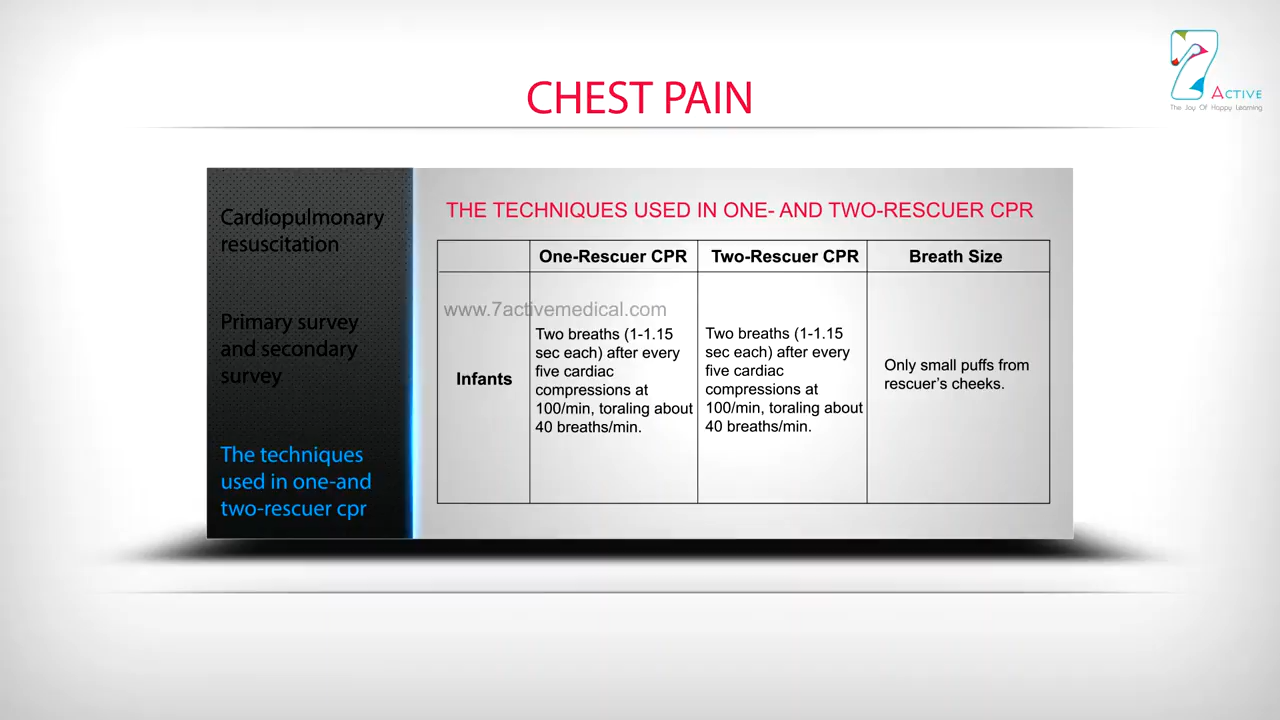 7
ACTIVE
The Joy Of Happy Learning
CHEST PAIN
Cardiopulmonary
resuscitation
Primary survey
and secondary
survey
The techniques
used in one-and
two-rescuer cpr
THE TECHNIQUES USED IN ONE- AND TWO-RESCUER CPR
One-Rescuer CPR
Two-Rescuer CPR
Breath Size
www.7activemedical.com
Infants
Two breaths (1-1.15
sec each) after every
five cardiac
compressions at
100/min, toraling about
40 breaths/min.
Two breaths (1-1.15
sec each) after every
five cardiac
compressions at
100/min, toraling about
40 breaths/min.
Only small puffs from
rescuer's cheeks.